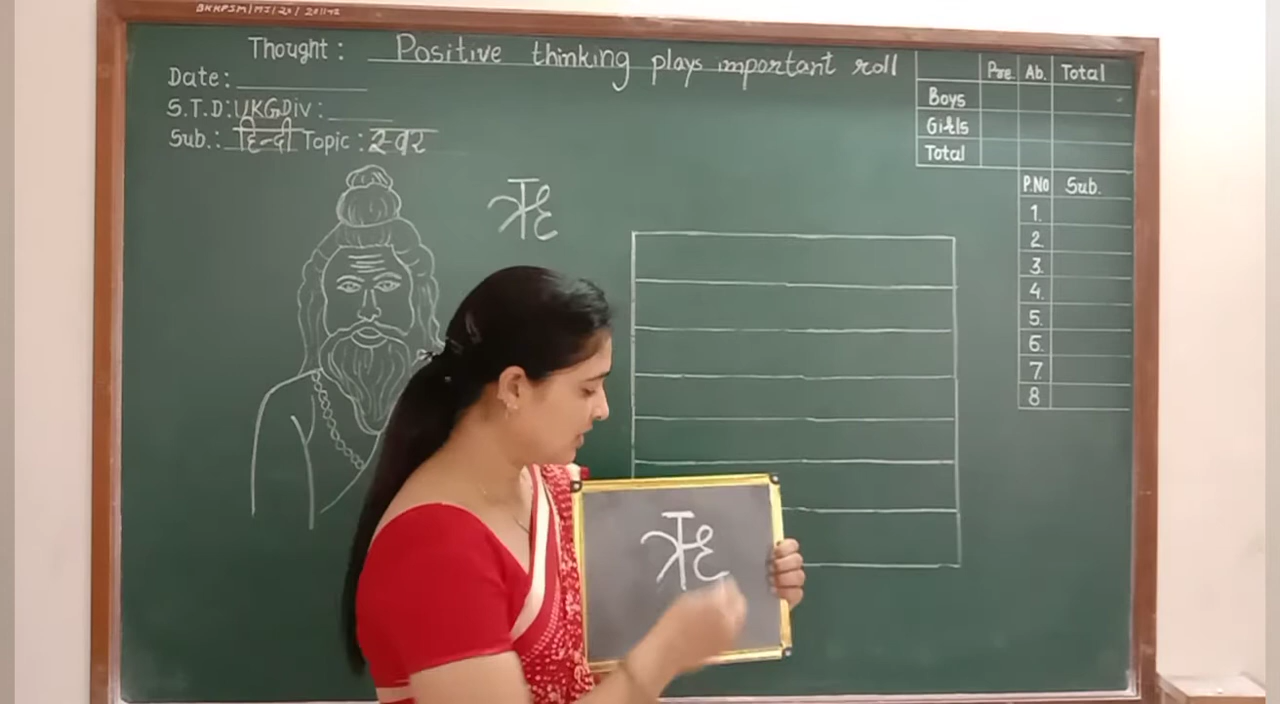 Thought : Positive thinking plays important roll
Date:
S.T.D: UKG Div :
Sub.: हिन्दी Topic : स्वर
ऋ
ऋ
Pre. Ab. Total
Boys
Girls
Total
P.NO Sub.
1.
2.
3.
4.
5.
6.
7.
8